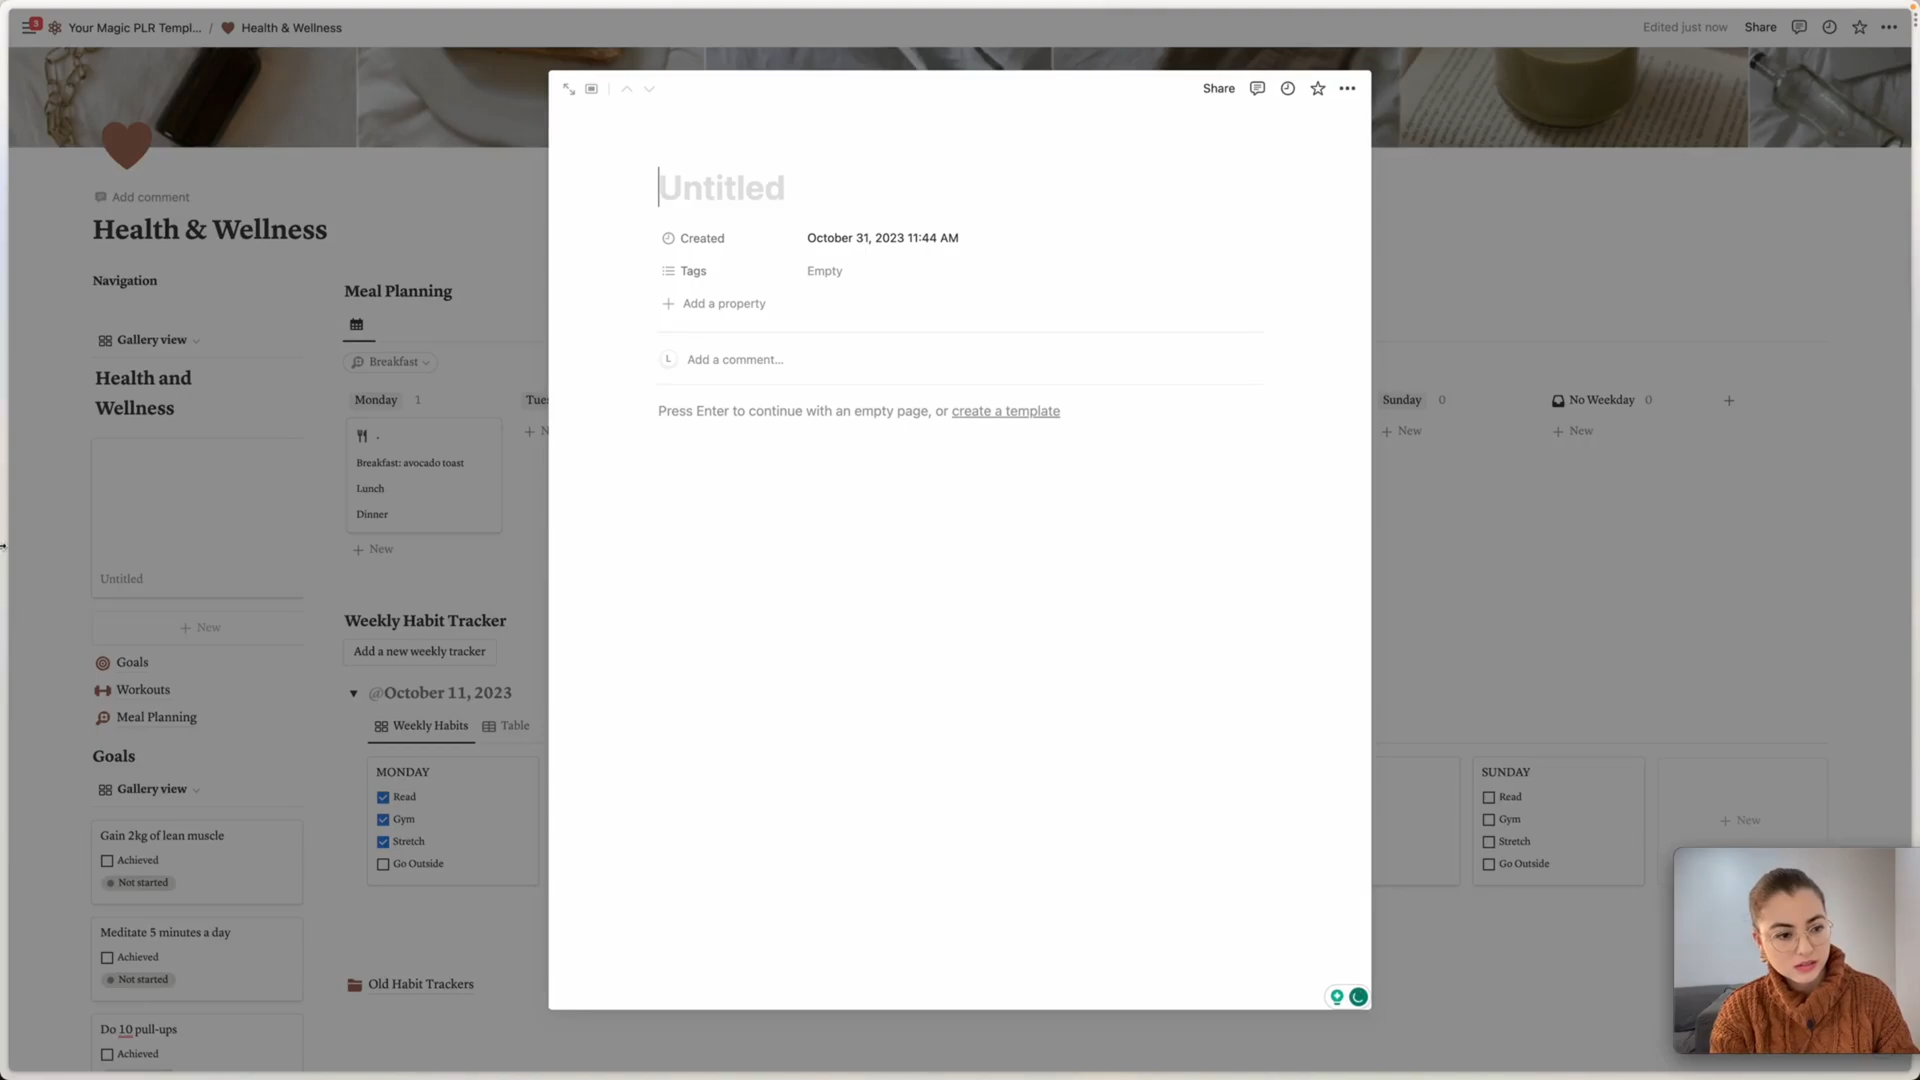 3
Your Magic PLR Templ... / Health & Wellness
Edited just now
Share
Share
Add comment
Health & Wellness
Navigation
Gallery view
Health and
Wellness
Untitled
+ New
Goals
Workouts
Meal Planning
Goals
Gallery view
Gain 2kg of lean muscle
Achieved
Not started
Meditate 5 minutes a day
Achieved
Not started
Do 10 pull-ups
Achieved
Meal Planning
Breakfast
Monday 1
Tues
+ N
.
Breakfast: avocado toast
Lunch
Dinner
+ New
Weekly Habit Tracker
Add a new weekly tracker
@October 11, 2023
Weekly Habits
Table
MONDAY
Read
Gym
Stretch
Go Outside
Old Habit Trackers
Untitled
Created October 31, 2023 11:44 AM
Tags Empty
+ Add a property
L Add a comment...
Press Enter to continue with an empty page, or create a template
Sunday 0
+ New
No Weekday 0 +
+ New
SUNDAY
Read
Gym
Stretch
Go Outside
+ New